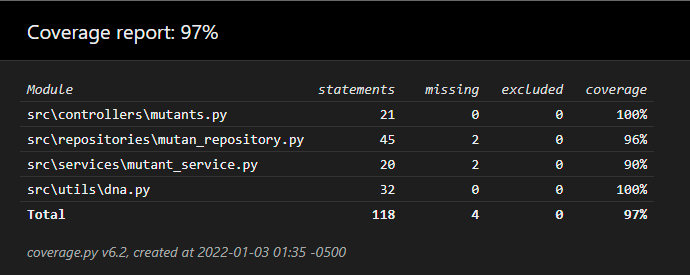 Coverage report: 97%
Module statements missing excluded coverage
src\controllers\mutants.py 21 0 0 100%
src\repositories\mutan_repository.py 45 2 0 96%
src\services\mutant_service.py 20 2 0 90%
src\utils\dna.py 32 0 0 100%
Total 118 4 0 97%
coverage.py v6.2, created at 2022-01-03 01:35 -0500